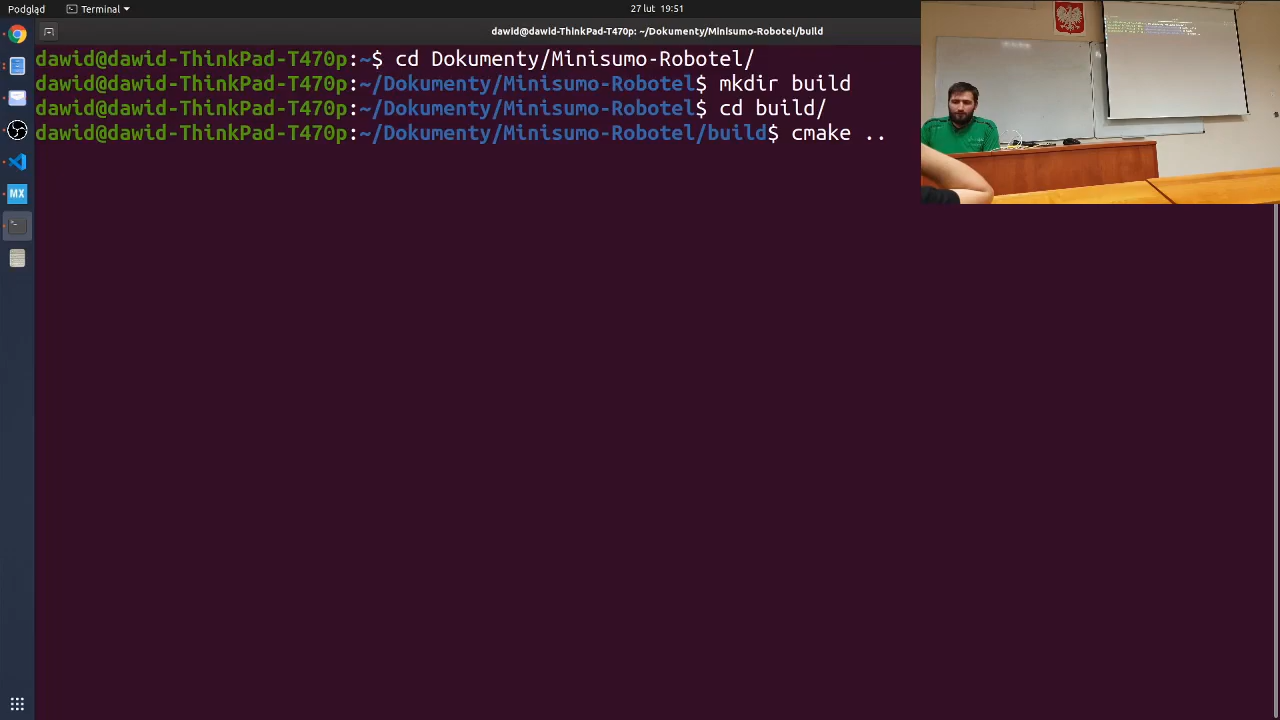 Podgląd
Terminal
27 lut 19:51
dawid@dawid-ThinkPad-T470p: ~/Dokumenty/Minisumo-Robotel/build
dawid@dawid-ThinkPad-T470p:~$ cd Dokumenty/Minisumo-Robotel/
dawid@dawid-ThinkPad-T470p:~/Dokumenty/Minisumo-Robotel$ mkdir build
dawid@dawid-ThinkPad-T470p:~/Dokumenty/Minisumo-Robotel$ cd build/
dawid@dawid-ThinkPad-T470p:~/Dokumenty/Minisumo-Robotel/build$ cmake ..
MX